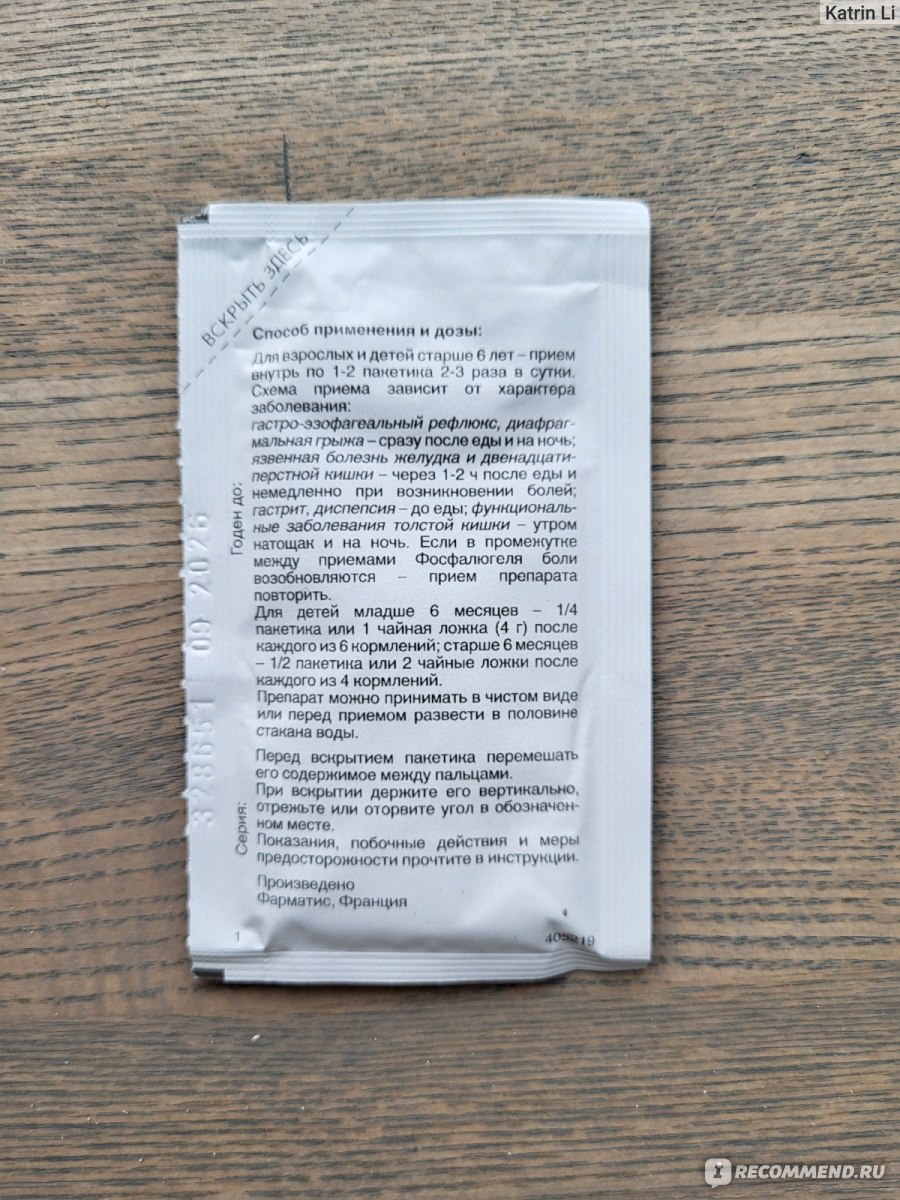 Katrin Li
ВСКРЫТЬ ЗДЕСЬ
Способ применения и дозы:
Для взрослых и детей старше 6 лет – прием
внутрь по 1-2 пакетика 2-3 раза в сутки.
Схема приема зависит от характера
заболевания:
гастро-эзофагеальный рефлюкс, диафраг-
мальная грыжа – сразу после еды и на ночь;
язвенная болезнь желудка и двенадцати-
перстной кишки – через 1-2 ч после еды и
немедленно при возникновении болей;
гастрит, диспепсия – до еды; функциональ-
ные заболевания толстой кишки – утром
натощак и на ночь. Если в промежутке
между приемами Фосфалюгеля боли
возобновляются – прием препарата
повторить.
Для детей младше 6 месяцев – 1/4
пакетика или 1 чайная ложка (4 г) после
каждого из 6 кормлений; старше 6 месяцев
– 1/2 пакетика или 2 чайные ложки после
каждого из 4 кормлений.
Препарат можно принимать в чистом виде
или перед приемом развести в половине
стакана воды.
Перед вскрытием пакетика перемешать
его содержимое между пальцами.
При вскрытии держите его вертикально,
отрежьте или оторвите угол в обозначен-
ном месте.
Показания, побочные действия и меры
предосторожности прочтите в инструкции.
Произведено
Фарматис, Франция
Годен до:
Серия:
328651 09 2026
1
405219
RECOMMEND.RU